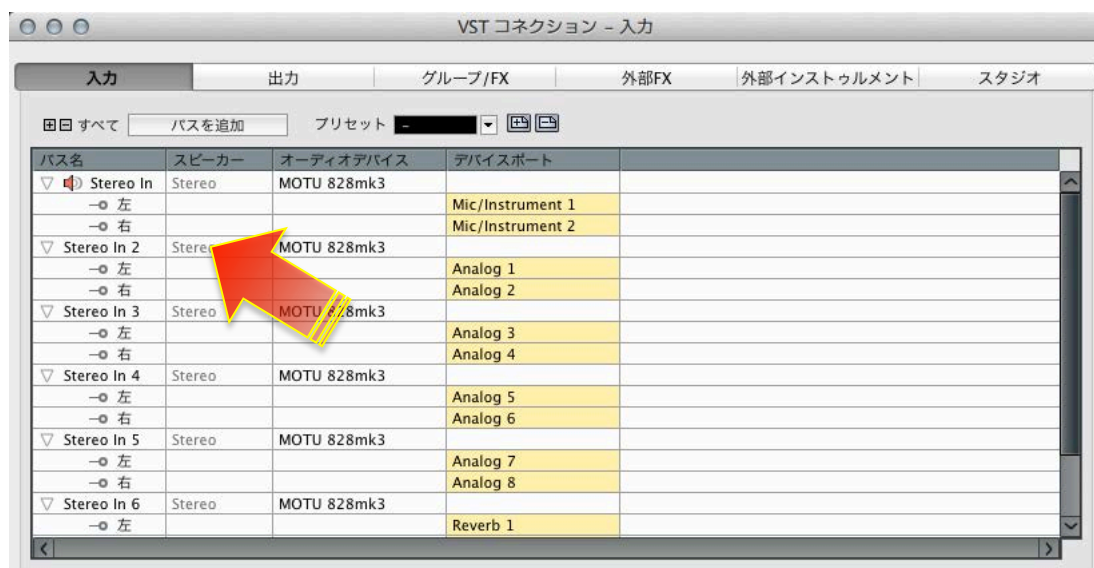 VST コネクション – 入力
入力 出力 グループ/FX 外部FX 外部インストゥルメント スタジオ
すべて バスを追加 プリセット –
バス名 スピーカー オーディオデバイス デバイスポート
Stereo In Stereo MOTU 828mk3
左 Mic/Instrument 1
右 Mic/Instrument 2
Stereo In 2 Stereo MOTU 828mk3
左 Analog 1
右 Analog 2
Stereo In 3 Stereo MOTU 828mk3
左 Analog 3
右 Analog 4
Stereo In 4 Stereo MOTU 828mk3
左 Analog 5
右 Analog 6
Stereo In 5 Stereo MOTU 828mk3
左 Analog 7
右 Analog 8
Stereo In 6 Stereo MOTU 828mk3
左 Reverb 1